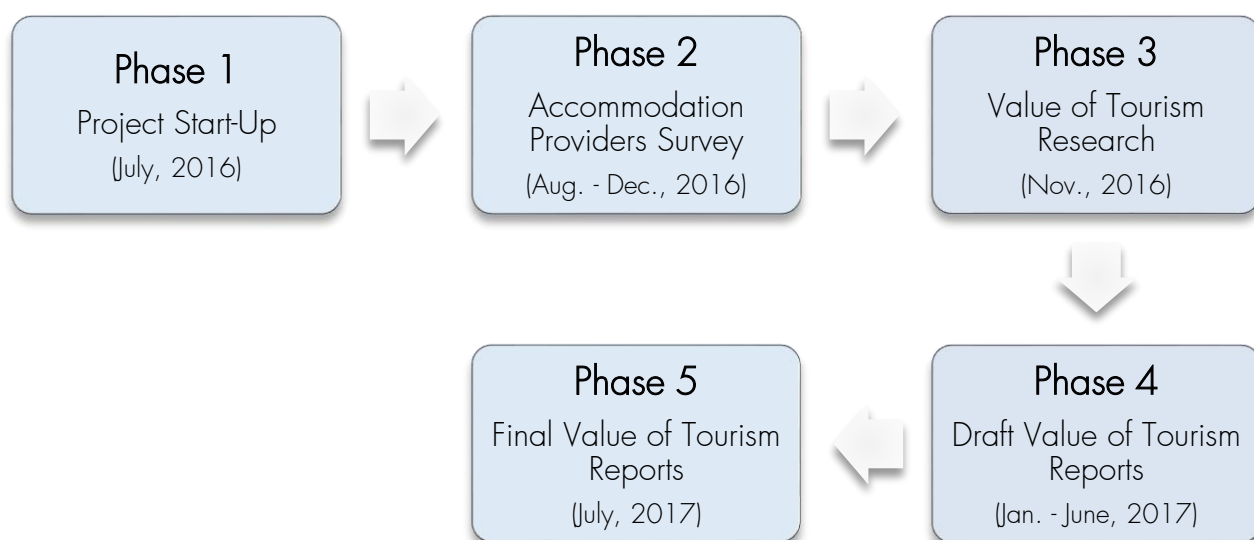 Phase 1
Project Start-Up
(July, 2016)
Phase 2
Accommodation
Providers Survey
(Aug. - Dec., 2016)
Phase 3
Value of Tourism
Research
(Nov., 2016)
Phase 4
Draft Value of Tourism
Reports
(Jan. - June, 2017)
Phase 5
Final Value of Tourism
Reports
(July, 2017)